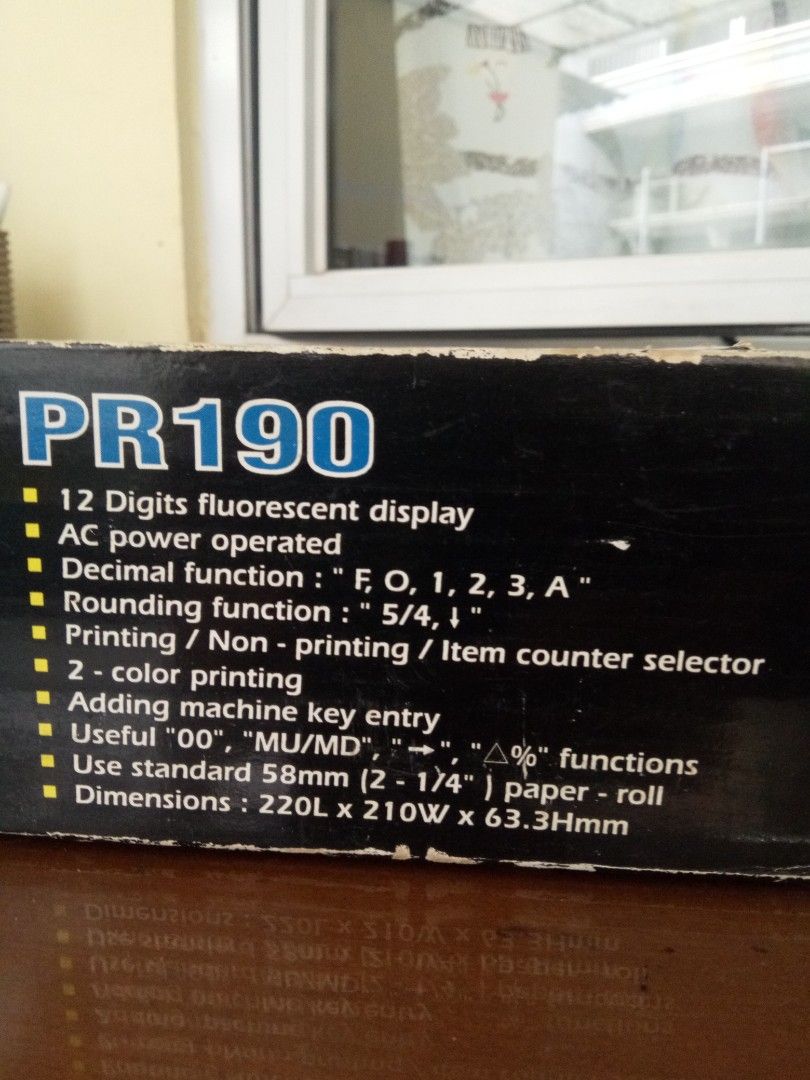 PR190
12 Digits fluorescent display
AC power operated
Decimal function : " F, O, 1, 2, 3, A "
Rounding function : " 5/4, ↓ "
Printing / Non - printing / Item counter selector
2 - color printing
Adding machine key entry
Useful "00", "MU/MD", "→", "△%" functions
Use standard 58mm (2 - 1/4" ) paper - roll
Dimensions : 220L x 210W x 63.3Hmm